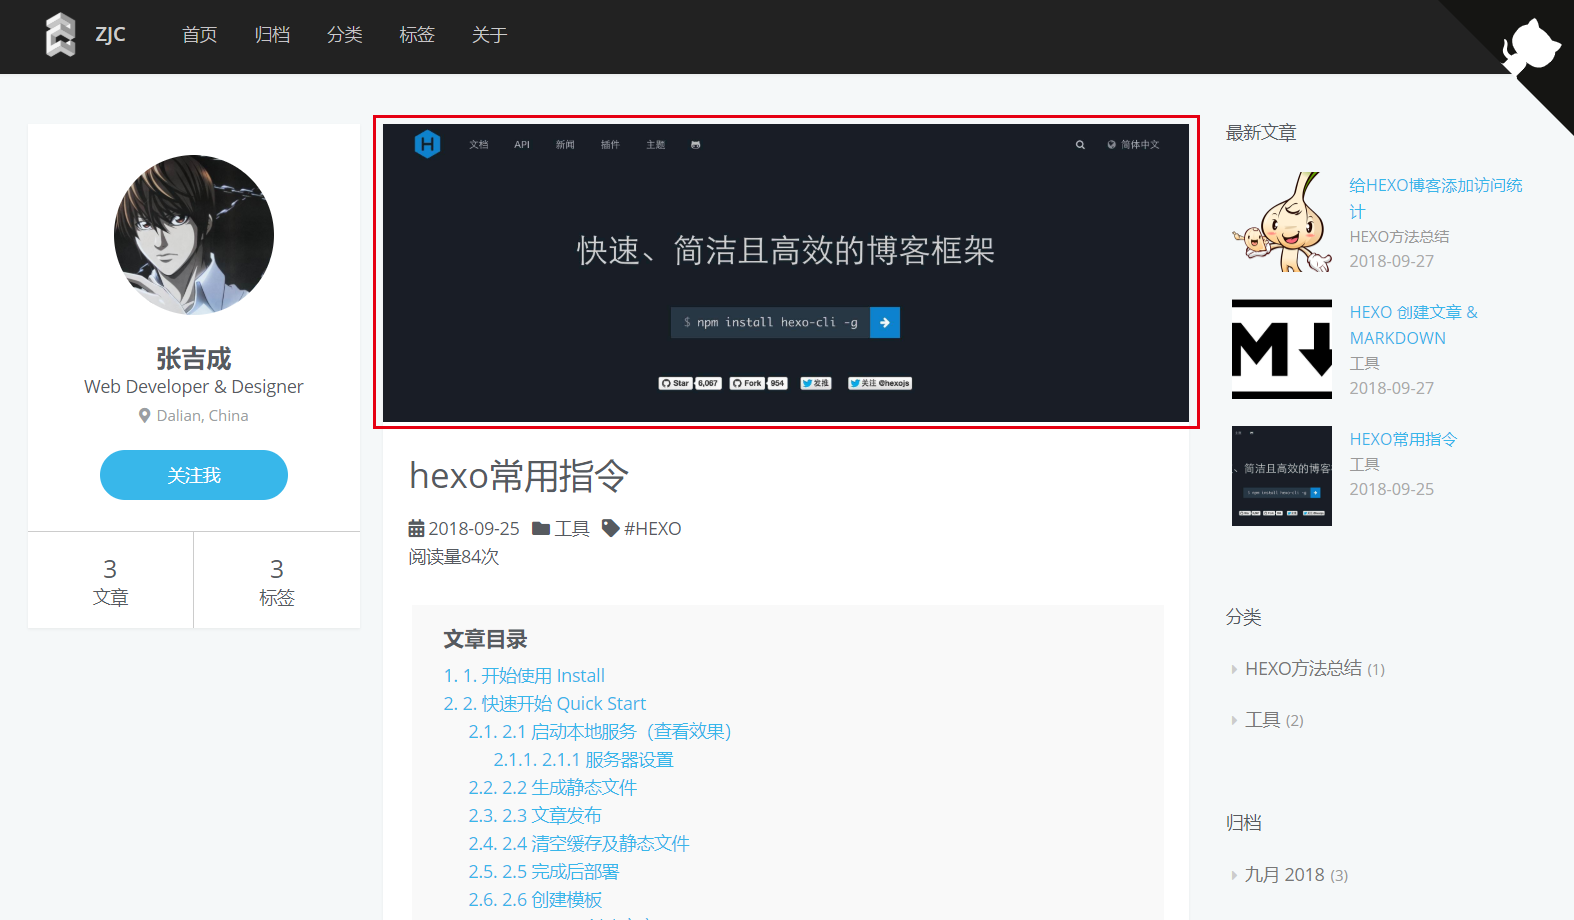 ZJC 首页 归档 分类 标签 关于
张吉成
Web Developer & Designer
Dalian, China
关注我
3 3
文章 标签
文档 API 新闻 插件 主题 简体中文
快速、简洁且高效的博客框架
$ npm install hexo-cli -g
Star 6,067 Fork 954 发推 关注 @hexojs
hexo常用指令
2018-09-25 工具 #HEXO
阅读量84次
文章目录
1. 1. 开始使用 Install
2. 2. 快速开始 Quick Start
2.1. 2.1 启动本地服务（查看效果）
2.1.1. 2.1.1 服务器设置
2.2. 2.2 生成静态文件
2.3. 2.3 文章发布
2.4. 2.4 清空缓存及静态文件
2.5. 2.5 完成后部署
2.6. 2.6 创建模板
最新文章
给HEXO博客添加访问统
计
HEXO方法总结
2018-09-27
HEXO 创建文章 &
MARKDOWN
工具
2018-09-27
HEXO常用指令
工具
2018-09-25
、简洁且高效的博客
分类
HEXO方法总结 (1)
工具 (2)
归档
九月 2018 (3)